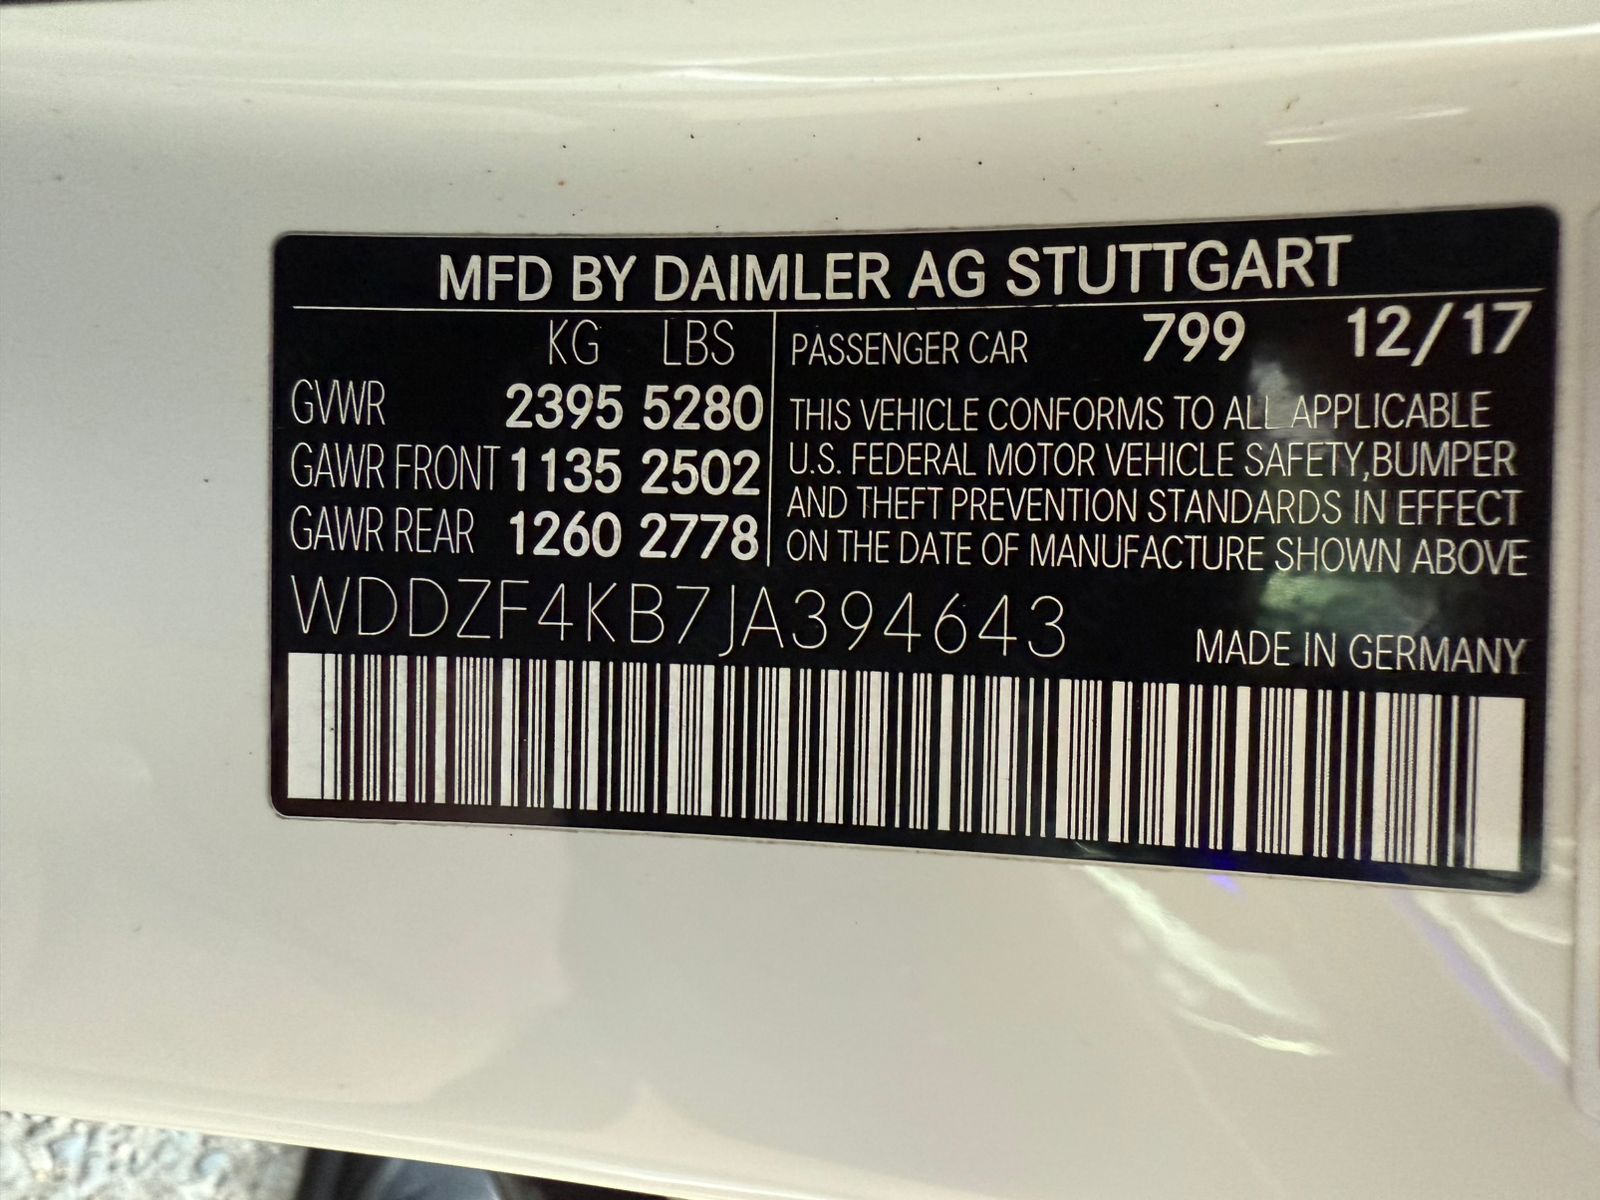 MFD BY DAIMLER AG STUTTGART
KG LBS
GVWR 2395 5280
GAWR FRONT 1135 2502
GAWR REAR 1260 2778
PASSENGER CAR 799 12/17
THIS VEHICLE CONFORMS TO ALL APPLICABLE
U.S. FEDERAL MOTOR VEHICLE SAFETY,BUMPER
AND THEFT PREVENTION STANDARDS IN EFFECT
ON THE DATE OF MANUFACTURE SHOWN ABOVE
WDDZF4KB7JA394643
MADE IN GERMANY